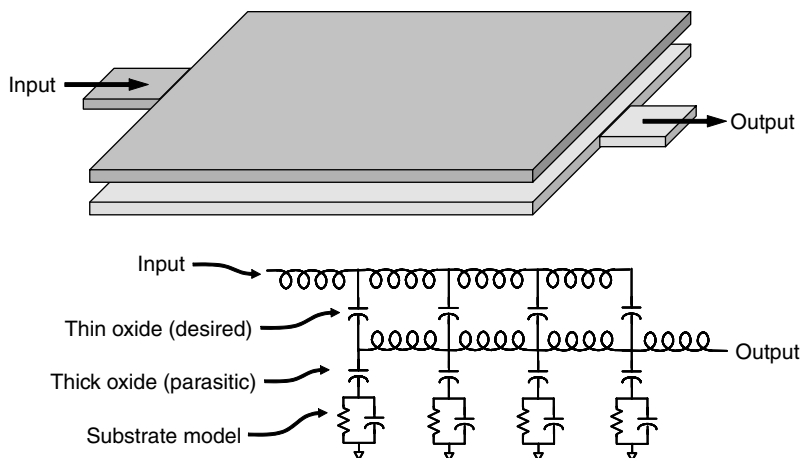 Input
Output
Input
Thin oxide (desired)
Output
Thick oxide (parasitic)
Substrate model